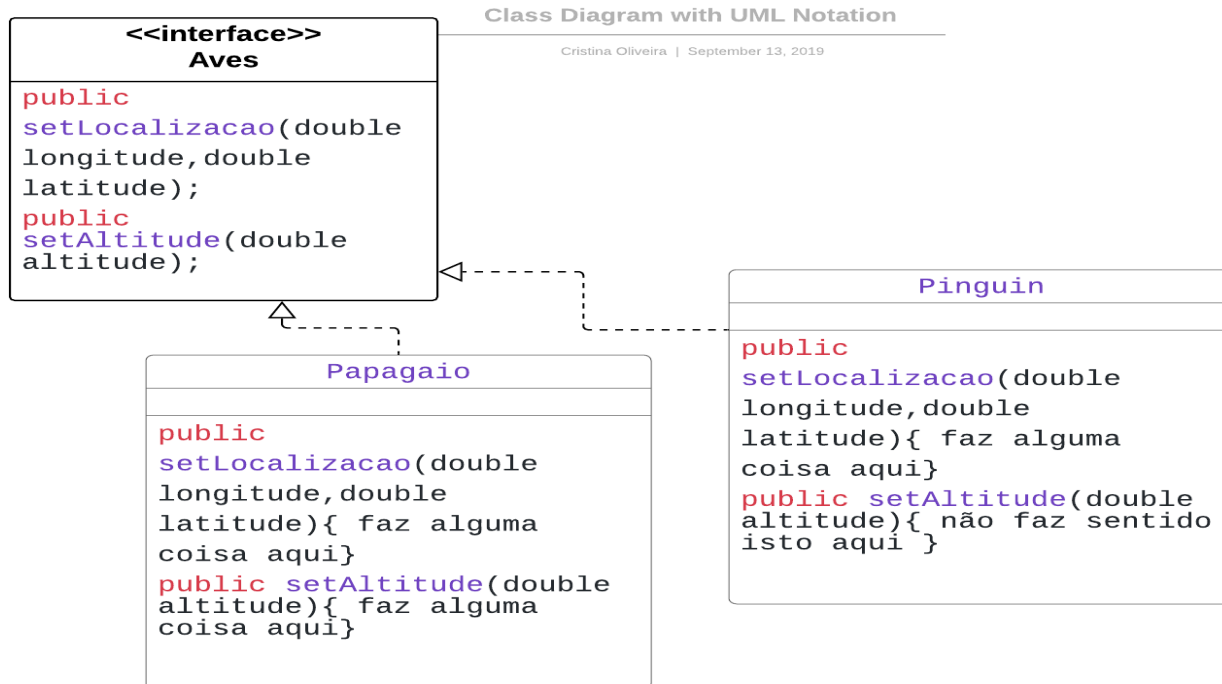 Class Diagram with UML Notation
Cristina Oliveira | September 13, 2019
<<interface>>
Aves
public
setLocalizacao(double
longitude,double
latitude);
public
setAltitude(double
altitude);
Papagaio
public
setLocalizacao(double
longitude,double
latitude){ faz alguma
coisa aqui}
public setAltitude(double
altitude){ faz alguma
coisa aqui}
Pinguin
public
setLocalizacao(double
longitude,double
latitude){ faz alguma
coisa aqui}
public setAltitude(double
altitude){ não faz sentido
isto aqui }